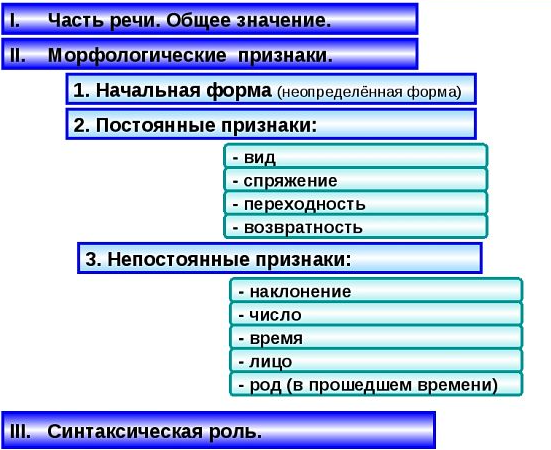 I. Часть речи. Общее значение.
II. Морфологические признаки.
1. Начальная форма (неопределённая форма)
2. Постоянные признаки:
- вид
- спряжение
- переходность
- возвратность
3. Непостоянные признаки:
- наклонение
- число
- время
- лицо
- род (в прошедшем времени)
III. Синтаксическая роль.